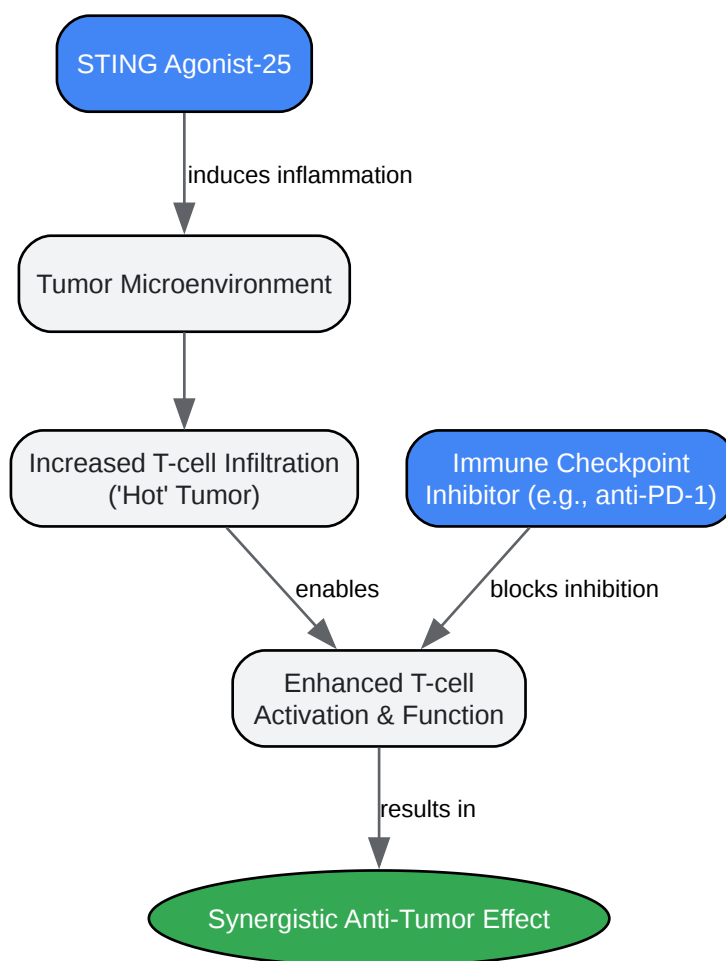 STING Agonist-25
induces inflammation
Tumor Microenvironment
Increased T-cell Infiltration
('Hot' Tumor)
Immune Checkpoint
Inhibitor (e.g., anti-PD-1)
enables
blocks inhibition
Enhanced T-cell
Activation & Function
results in
Synergistic Anti-Tumor Effect